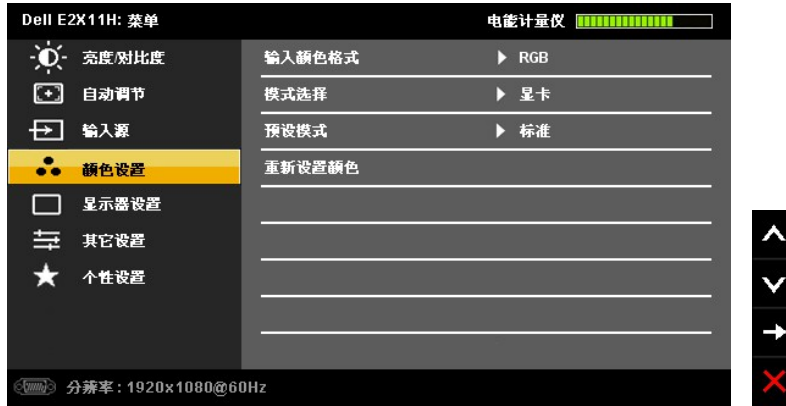 Dell E2X11H: 菜单 电能计量仪
亮度/对比度 输入颜色格式 RGB
自动调节 模式选择 显卡
输入源 预设模式 标准
颜色设置 重新设置颜色
显示器设置
其它设置
个性设置
分辨率 : 1920x1080@60Hz